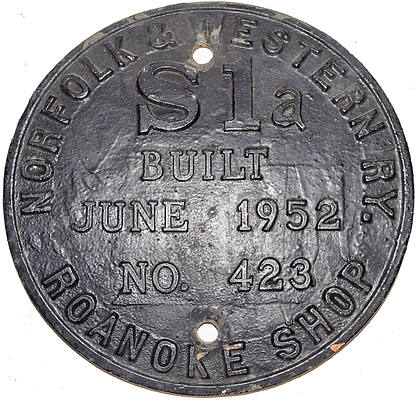 NORFOLK & WESTERN RY.
S1a
BUILT
JUNE 1952
NO. 423
ROANOKE SHOP